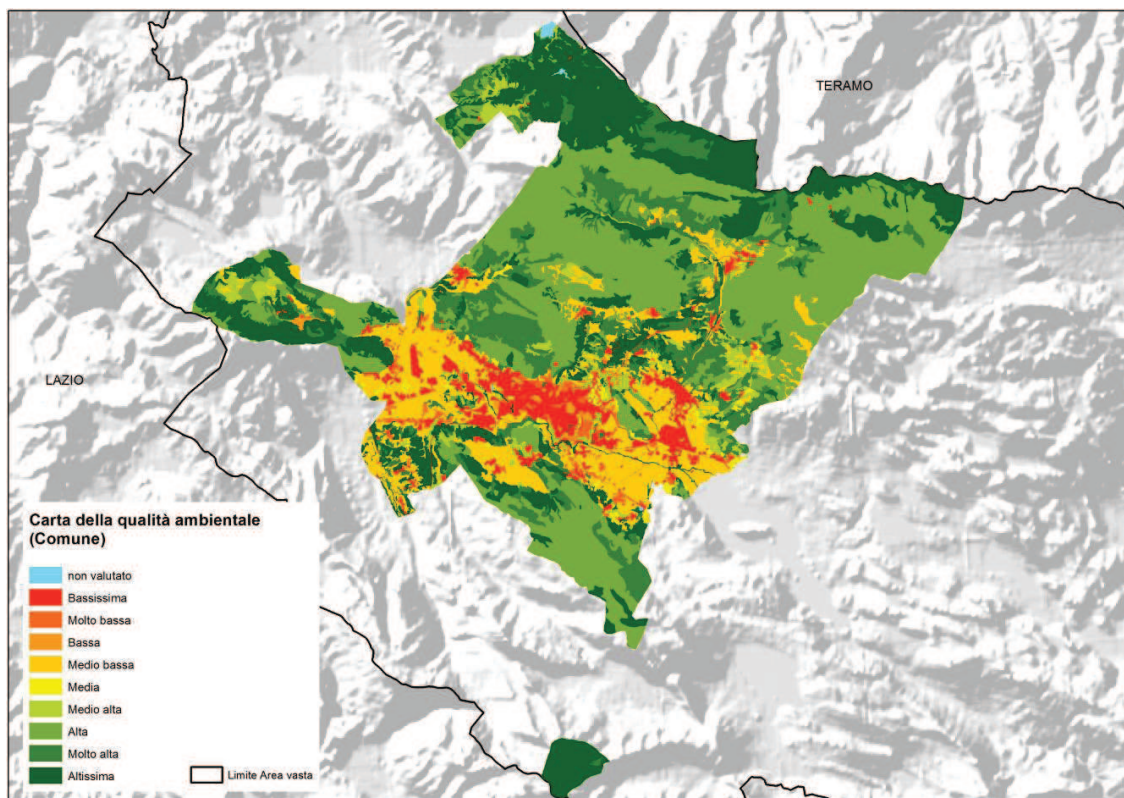 TERAMO
LAZIO
Carta della qualità ambientale
(Comune)
non valutato
Bassissima
Molto bassa
Bassa
Medio bassa
Media
Medio alta
Alta
Molto alta
Altissima
Limite Area vasta